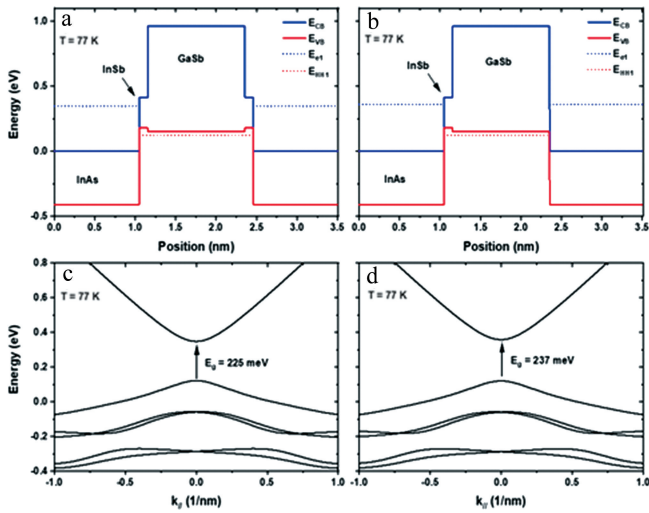 a
T = 77 K
InSb
GaSb
InAs
E_CB
E_VB
E_e1
E_HH1
1.0
0.5
0.0
-0.5
Energy (eV)
0.0 0.5 1.0 1.5 2.0 2.5 3.0 3.5
Position (nm)
b
T = 77 K
InSb
GaSb
InAs
E_CB
E_VB
E_e1
E_HH1
0.0 0.5 1.0 1.5 2.0 2.5 3.0 3.5
Position (nm)
c
T = 77 K
E_g = 225 meV
0.8
0.6
0.4
0.2
0.0
-0.2
-0.4
Energy (eV)
-1.0 -0.5 0.0 0.5 1.0
k_// (1/nm)
d
T = 77 K
E_g = 237 meV
-1.0 -0.5 0.0 0.5 1.0
k_// (1/nm)